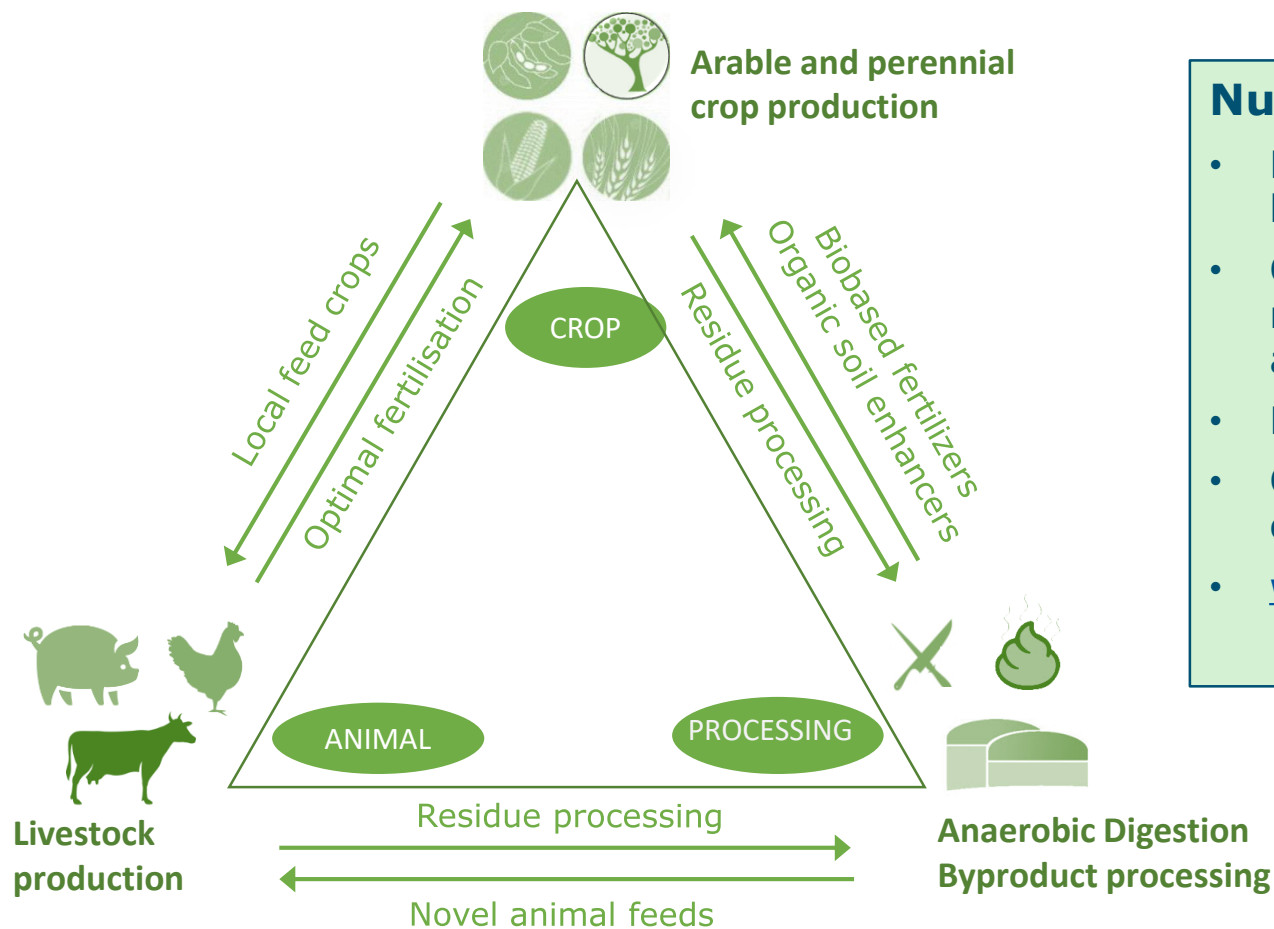 Arable and perennial
crop production
Local feed crops
Optimal fertilisation
CROP
Residue processing
Biobased fertilizers
Organic soil enhancers
ANIMAL
PROCESSING
Livestock
production
Residue processing
Novel animal feeds
Anaerobic Digestion
Byproduct processing
Nu